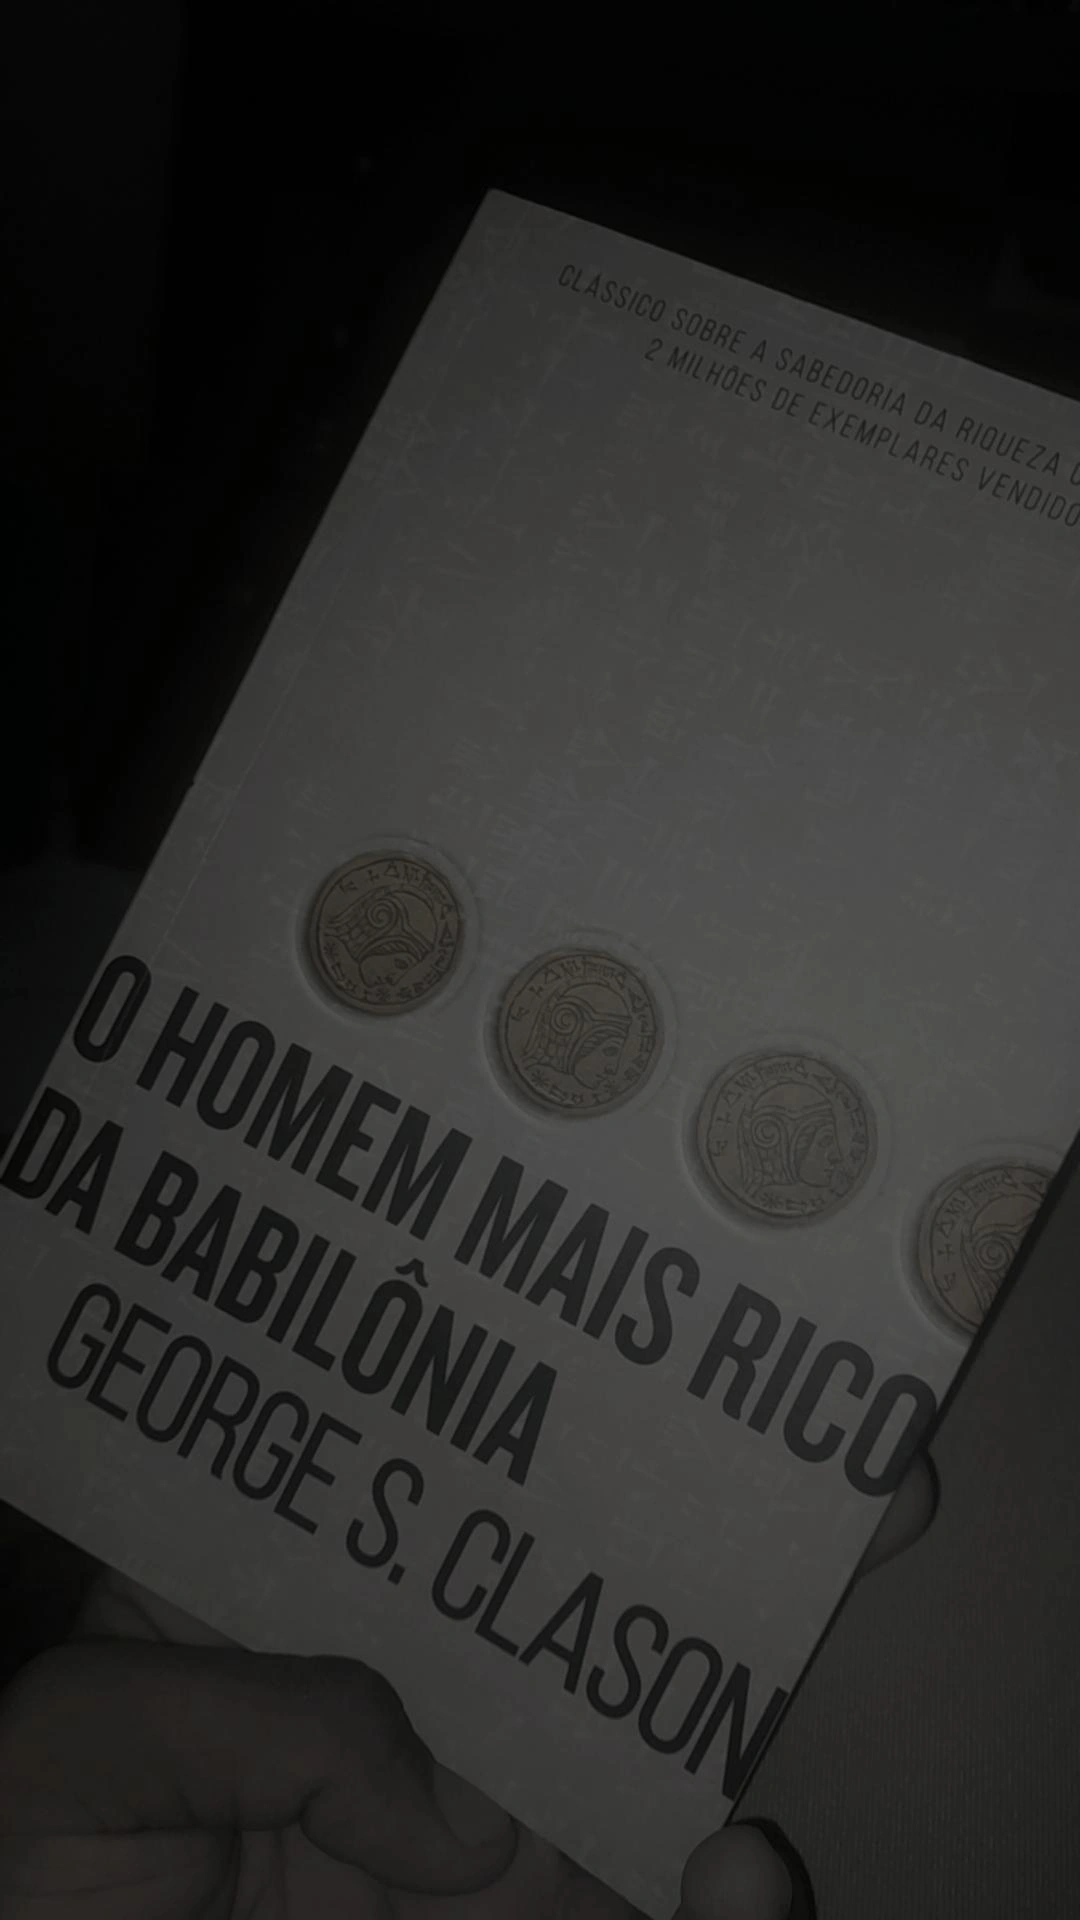 CLÁSSICO SOBRE A SABEDORIA DA RIQUEZA
2 MILHÕES DE EXEMPLARES VENDIDO
O HOMEM MAIS RICO
DA BABILÔNIA
GEORGE S. CLASON